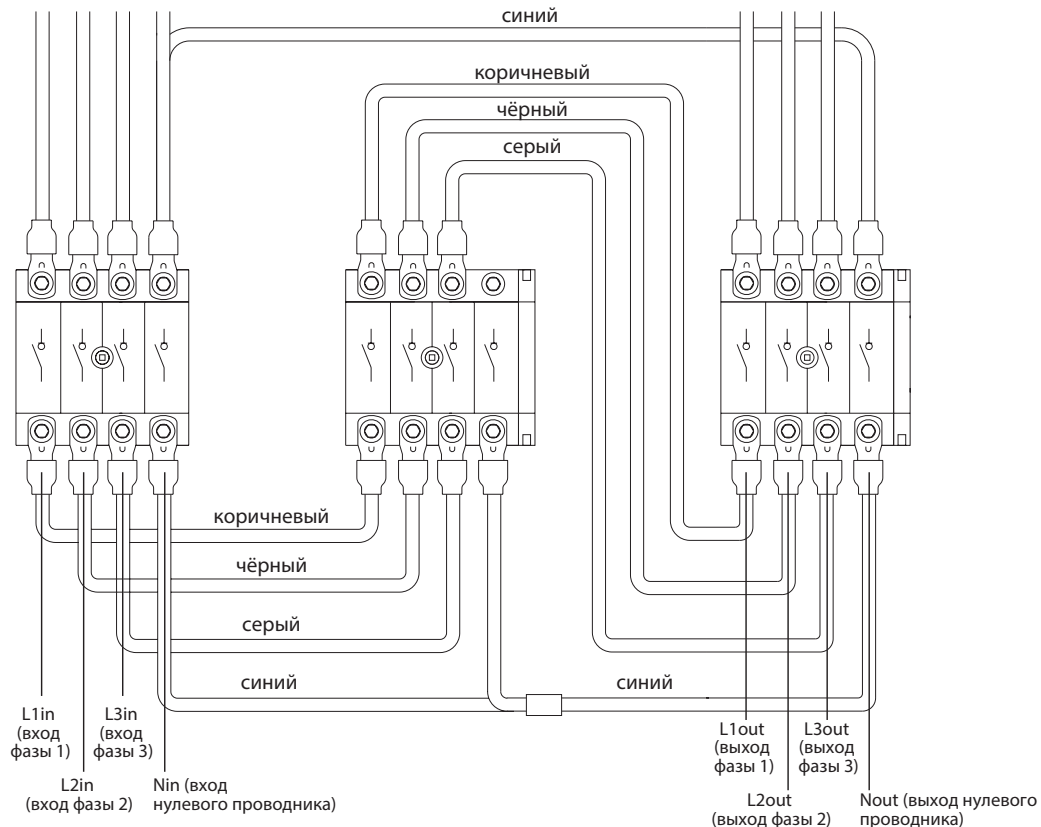 синий
коричневый
чёрный
серый
коричневый
чёрный
серый
синий
синий
L1in
(вход
фазы 1)
L3in
(вход
фазы 3)
L2in
(вход фазы 2)
Nin (вход
нулевого проводника)
L1out
(выход
фазы 1)
L3out
(выход
фазы 3)
L2out
(выход фазы 2)
Nout (выход нулевого
проводника)